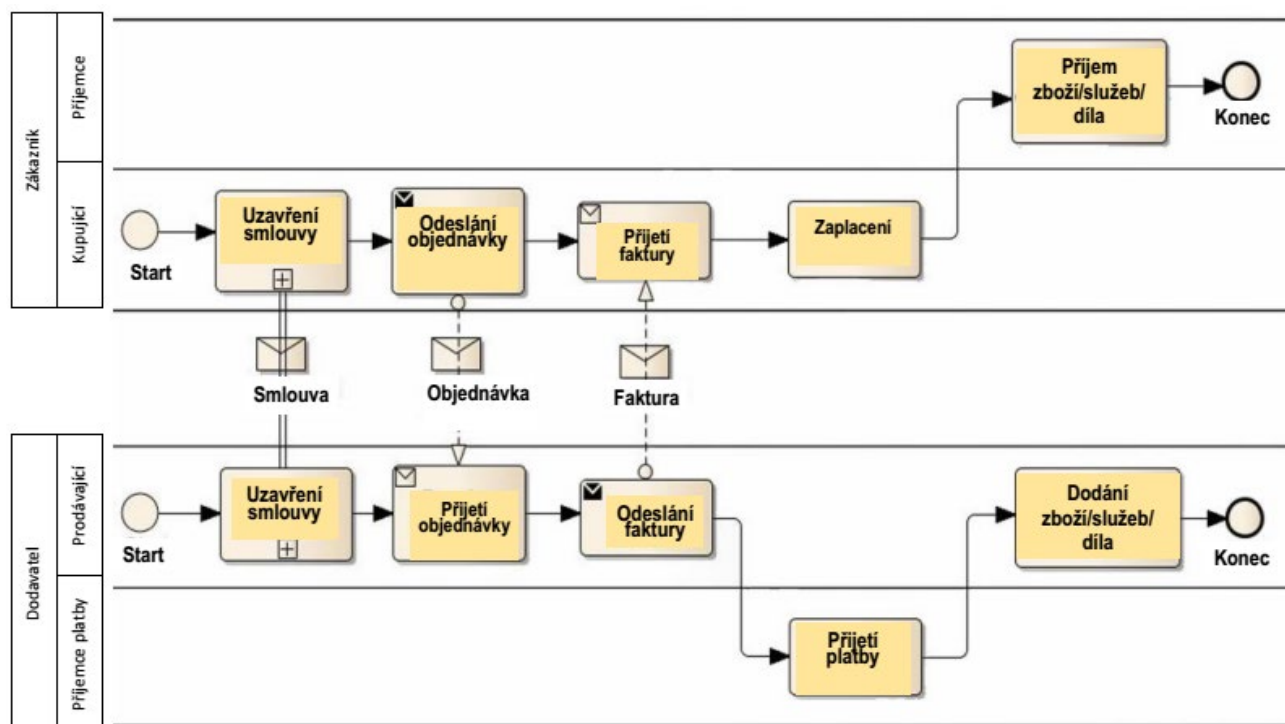 Zákazník
Příjemce
Příjem
zboží/služeb/
díla
Konec
Kupující
Start
Uzavření
smlouvy
Odeslání
objednávky
Přijetí
faktury
Zaplacení
Smlouva
Objednávka
Faktura
Dodavatel
Prodávající
Start
Uzavření
smlouvy
Přijetí
objednávky
Odeslání
faktury
Dodání
zboží/služeb/
díla
Konec
Příjemce platby
Přijetí
platby